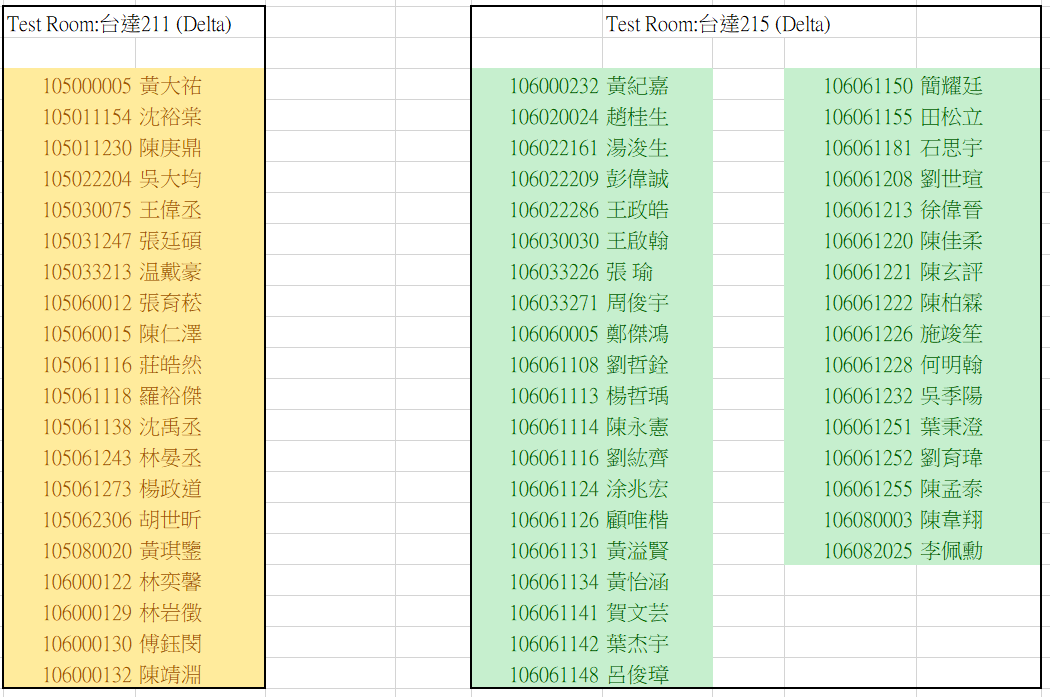 Test Room:台達211 (Delta)
105000005 黃大祐
105011154 沈裕棠
105011230 陳庚鼎
105022204 吳大均
105030075 王偉丞
105031247 張廷碩
105033213 温戴豪
105060012 張育菘
105060015 陳仁澤
105061116 莊皓然
105061118 羅裕傑
105061138 沈禹丞
105061243 林晏丞
105061273 楊政道
105062306 胡世昕
105080020 黃琪鑒
106000122 林奕馨
106000129 林岩徵
106000130 傅鈺閔
106000132 陳靖淵
Test Room:台達215 (Delta)
106000232 黃紀嘉
106020024 趙桂生
106022161 湯浚生
106022209 彭偉誠
106022286 王政皓
106030030 王啟翰
106033226 張 瑜
106033271 周俊宇
106060005 鄭傑鴻
106061108 劉哲銓
106061113 楊哲瑀
106061114 陳永憲
106061116 劉紘齊
106061124 涂兆宏
106061126 顧唯楷
106061131 黃溢賢
106061134 黃怡涵
106061141 賀文芸
106061142 葉杰宇
106061148 呂俊璋
106061150 簡耀廷
106061155 田松立
106061181 石思宇
106061208 劉世瑄
106061213 徐偉晉
106061220 陳佳柔
106061221 陳玄評
106061222 陳柏霖
106061226 施竣笙
106061228 何明翰
106061232 吳季陽
106061251 葉秉澄
106061252 劉育瑋
106061255 陳孟泰
106080003 陳韋翔
106082025 李佩勳